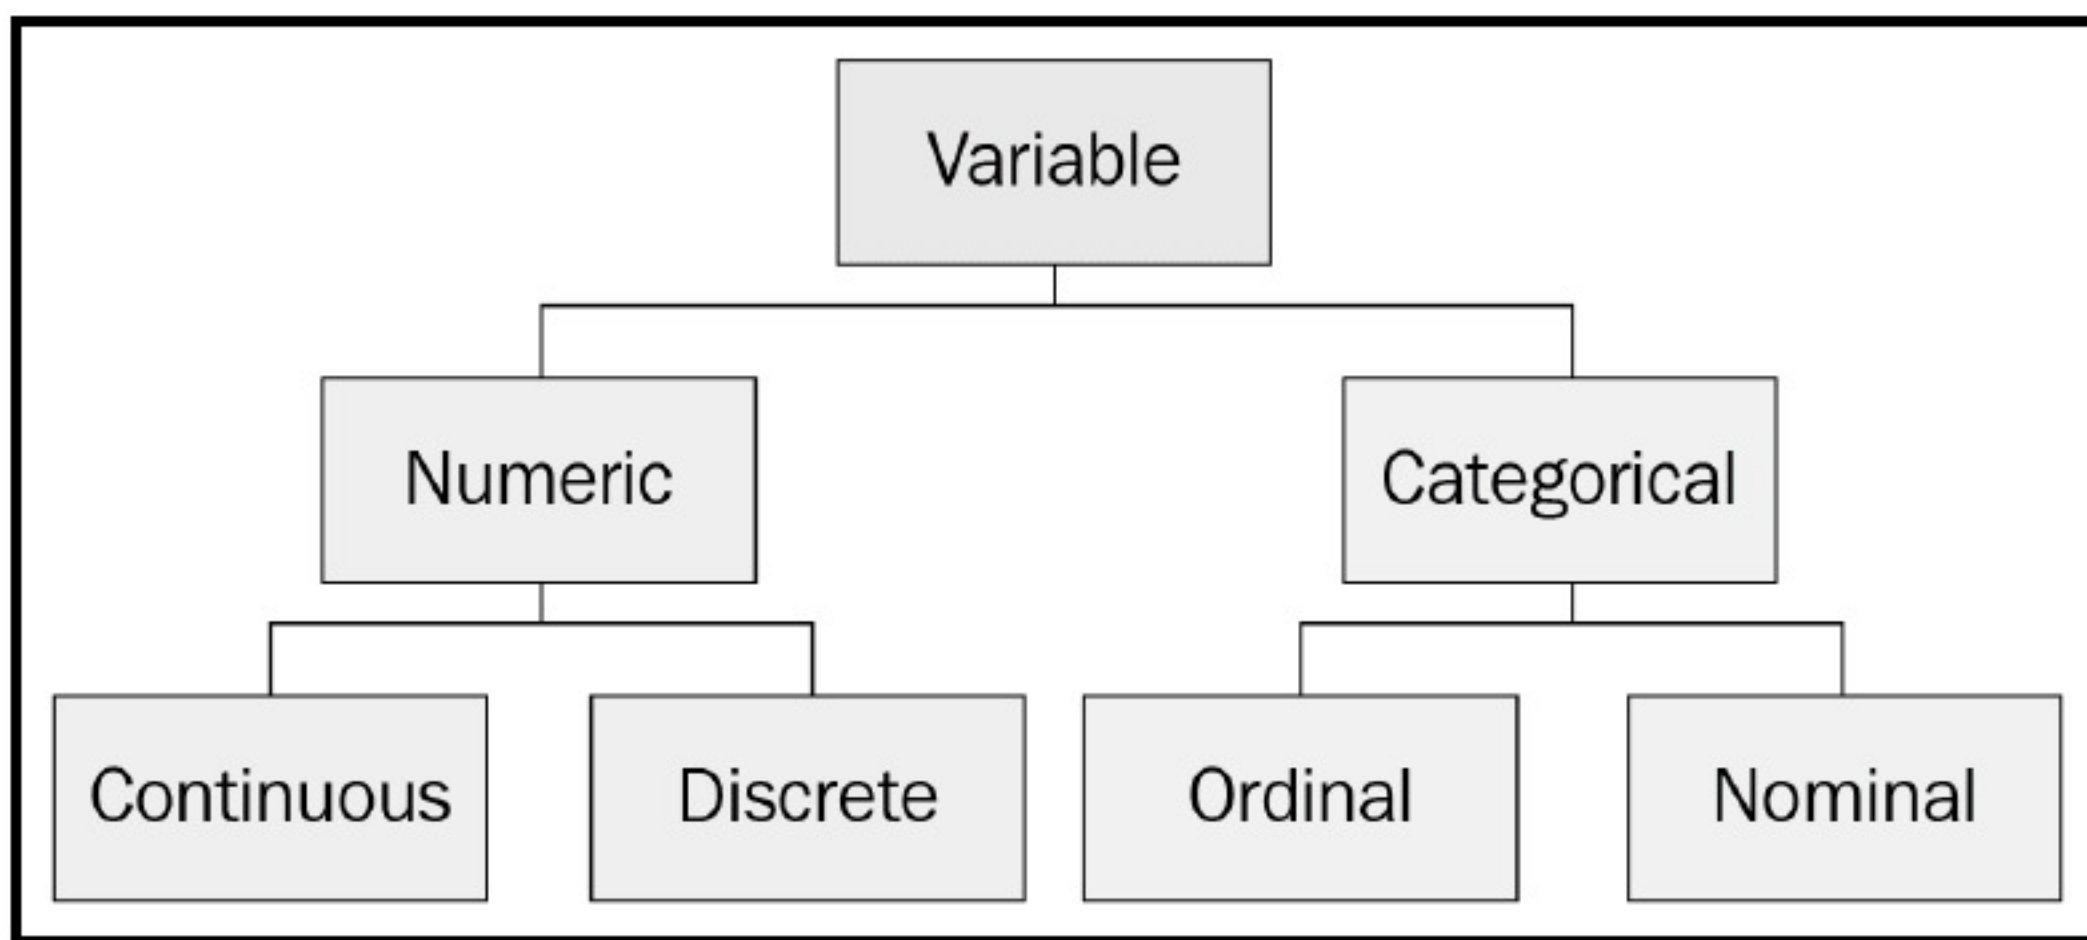 Variable
Numeric
Categorical
Continuous
Discrete
Ordinal
Nominal